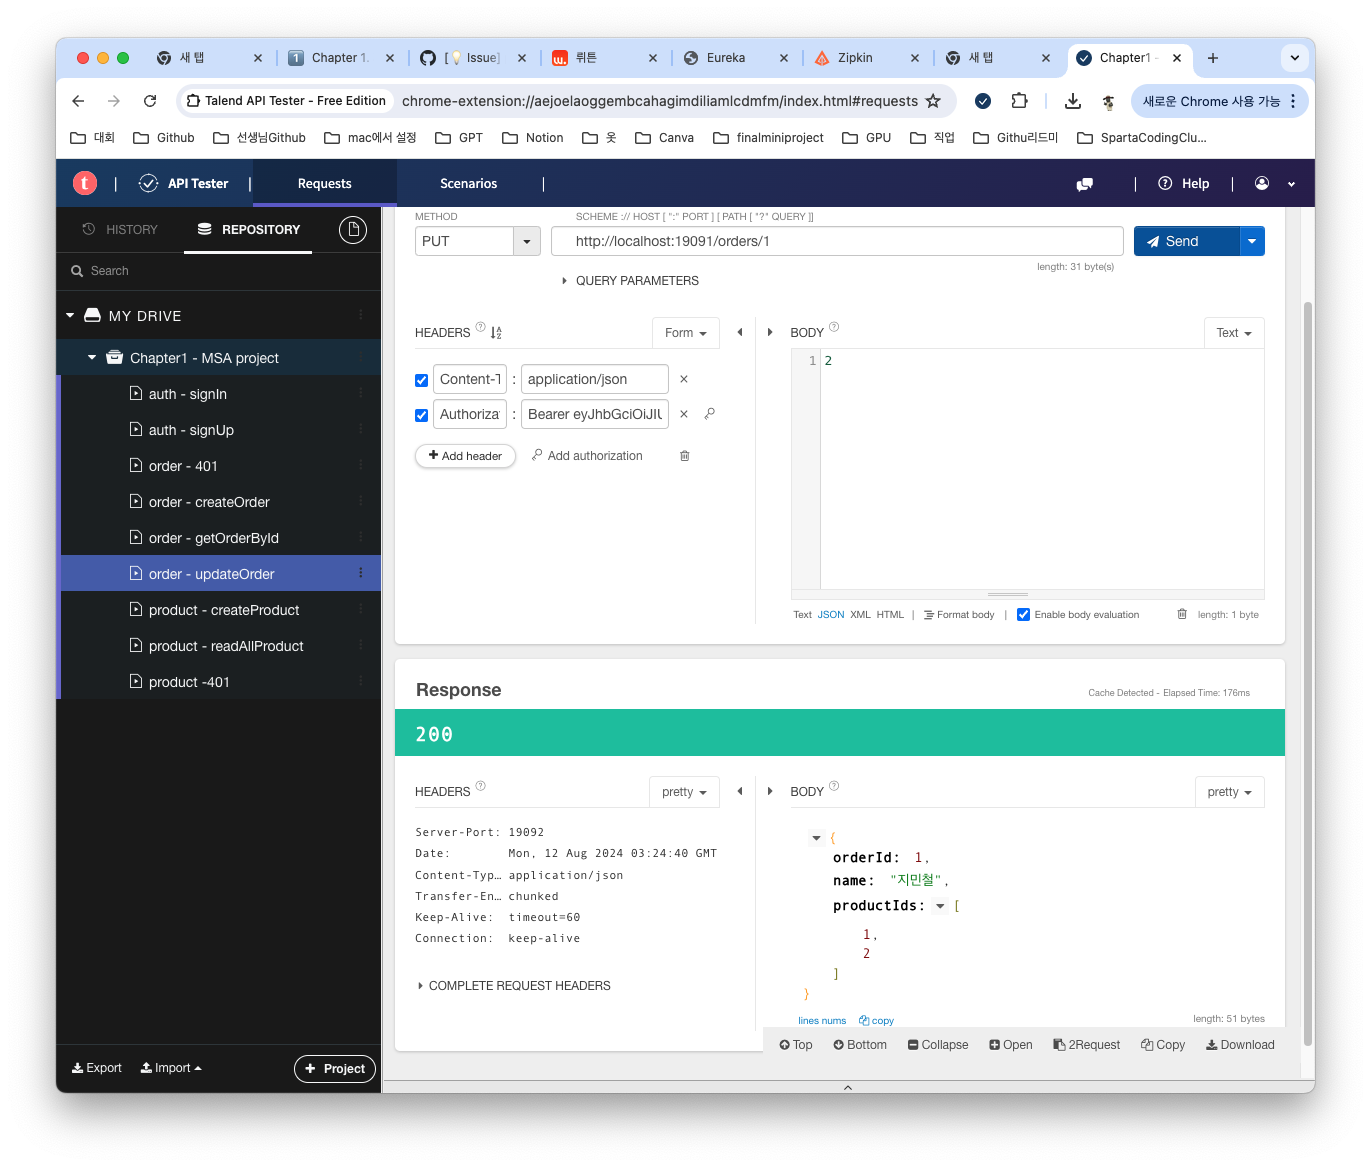 새 탭
Chapter 1.
[💡 Issue]
뤼튼
Eureka
Zipkin
새 탭
Chapter1 -
Talend API Tester - Free Edition
chrome-extension://aejoelaoggembcahagimdiliamlcdmfm/index.html#requests
새로운 Chrome 사용 가능
대회
Github
선생님Github
mac에서 설정
GPT
Notion
옷
Canva
finalminiproject
GPU
직업
Githu리드미
SpartaCodingClu...
t | API Tester | Requests Scenarios | | Help |
HISTORY REPOSITORY
Search
MY DRIVE
Chapter1 - MSA project
auth - signIn
auth - signUp
order - 401
order - createOrder
order - getOrderById
order - updateOrder
product - createProduct
product - readAllProduct
product -401
Export Import + Project
METHOD SCHEME :// HOST [ ":" PORT ] [ PATH [ "?" QUERY ]]
PUT http://localhost:19091/orders/1 Send
length: 31 byte(s)
QUERY PARAMETERS
HEADERS Form
Content-T : application/json
Authoriza : Bearer eyJhbGciOiJIU
+ Add header Add authorization
BODY Text
1 2
Text JSON XML HTML | Format body | Enable body evaluation length: 1 byte
Response Cache Detected - Elapsed Time: 176ms
200
HEADERS pretty
Server-Port: 19092
Date: Mon, 12 Aug 2024 03:24:40 GMT
Content-Typ… application/json
Transfer-En… chunked
Keep-Alive: timeout=60
Connection: keep-alive
COMPLETE REQUEST HEADERS
BODY pretty
{
orderId: 1,
name: "지민철",
productIds: [
1,
2
]
}
lines nums copy length: 51 bytes
Top Bottom Collapse Open 2Request Copy Download